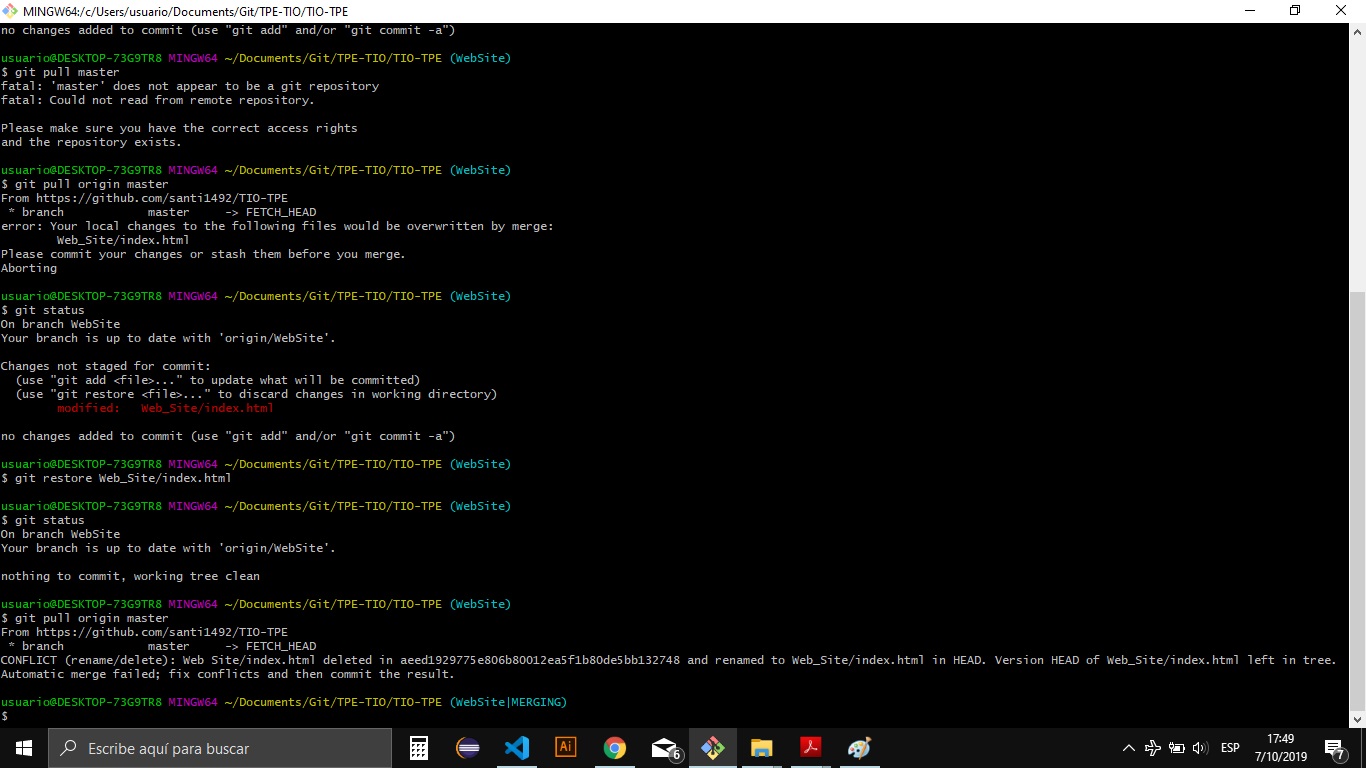 MINGW64:/c/Users/usuario/Documents/Git/TPE-TIO/TIO-TPE
no changes added to commit (use "git add" and/or "git commit -a")
usuario@DESKTOP-73G9TR8 MINGW64 ~/Documents/Git/TPE-TIO/TIO-TPE (WebSite)
$ git pull master
fatal: 'master' does not appear to be a git repository
fatal: Could not read from remote repository.
Please make sure you have the correct access rights
and the repository exists.
usuario@DESKTOP-73G9TR8 MINGW64 ~/Documents/Git/TPE-TIO/TIO-TPE (WebSite)
$ git pull origin master
From https://github.com/santi1492/TIO-TPE
 * branch            master     -> FETCH_HEAD
error: Your local changes to the following files would be overwritten by merge:
        Web_Site/index.html
Please commit your changes or stash them before you merge.
Aborting
usuario@DESKTOP-73G9TR8 MINGW64 ~/Documents/Git/TPE-TIO/TIO-TPE (WebSite)
$ git status
On branch WebSite
Your branch is up to date with 'origin/WebSite'.
Changes not staged for commit:
  (use "git add <file>..." to update what will be committed)
  (use "git restore <file>..." to discard changes in working directory)
        modified:   Web_Site/index.html
no changes added to commit (use "git add" and/or "git commit -a")
usuario@DESKTOP-73G9TR8 MINGW64 ~/Documents/Git/TPE-TIO/TIO-TPE (WebSite)
$ git restore Web_Site/index.html
usuario@DESKTOP-73G9TR8 MINGW64 ~/Documents/Git/TPE-TIO/TIO-TPE (WebSite)
$ git status
On branch WebSite
Your branch is up to date with 'origin/WebSite'.
nothing to commit, working tree clean
usuario@DESKTOP-73G9TR8 MINGW64 ~/Documents/Git/TPE-TIO/TIO-TPE (WebSite)
$ git pull origin master
From https://github.com/santi1492/TIO-TPE
 * branch            master     -> FETCH_HEAD
CONFLICT (rename/delete): Web Site/index.html deleted in aeed1929775e806b80012ea5f1b80de5bb132748 and renamed to Web_Site/index.html in HEAD. Version HEAD of Web_Site/index.html left in tree.
Automatic merge failed; fix conflicts and then commit the result.
usuario@DESKTOP-73G9TR8 MINGW64 ~/Documents/Git/TPE-TIO/TIO-TPE (WebSite|MERGING)
$
Escribe aquí para buscar
Ai
6
ESP
17:49
7/10/2019
7